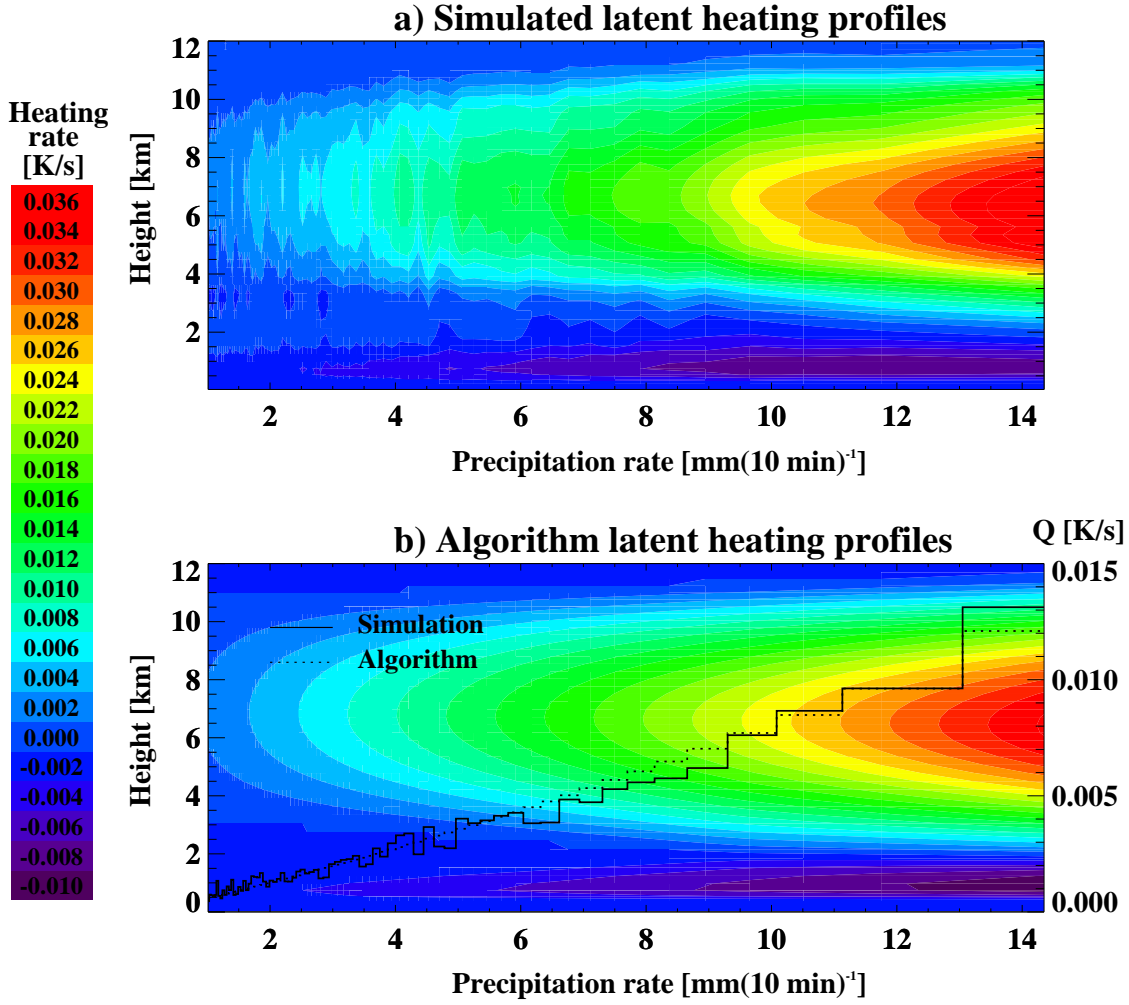 a) Simulated latent heating profiles
12
10
8
6
4
2
Height [km]
2 4 6 8 10 12 14
Precipitation rate [mm(10 min)-1]
Heating
rate
[K/s]
0.036
0.034
0.032
0.030
0.028
0.026
0.024
0.022
0.020
0.018
0.016
0.014
0.012
0.010
0.008
0.006
0.004
0.002
0.000
-0.002
-0.004
-0.006
-0.008
-0.010
b) Algorithm latent heating profiles
Q [K/s]
12
10
8
6
4
2
0
Height [km]
Simulation
Algorithm
0.015
0.010
0.005
0.000
2 4 6 8 10 12 14
Precipitation rate [mm(10 min)-1]